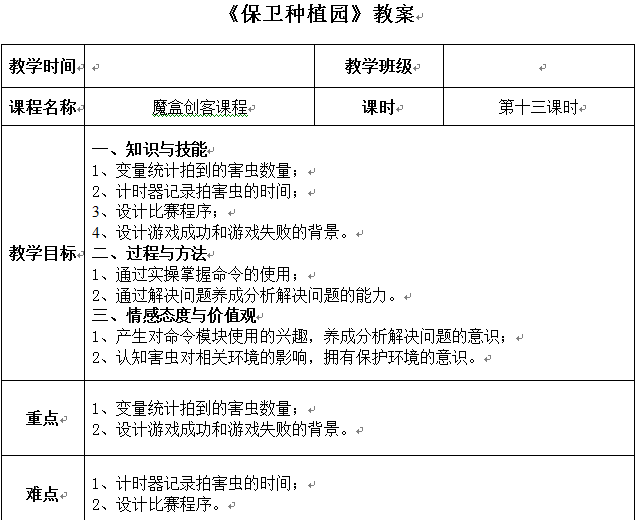 《保卫种植园》教案
教学时间 教学班级
课程名称 魔盒创客课程 课时 第十三课时
教学目标
一、知识与技能
1、变量统计拍到的害虫数量；
2、计时器记录拍害虫的时间；
3、设计比赛程序；
4、设计游戏成功和游戏失败的背景。
二、过程与方法
1、通过实操掌握命令的使用；
2、通过解决问题养成分析解决问题的能力。
三、情感态度与价值观
1、产生对命令模块使用的兴趣，养成分析解决问题的意识；
2、认知害虫对相关环境的影响，拥有保护环境的意识。
重点
1、变量统计拍到的害虫数量；
2、设计游戏成功和游戏失败的背景。
难点
1、计时器记录拍害虫的时间；
2、设计比赛程序。